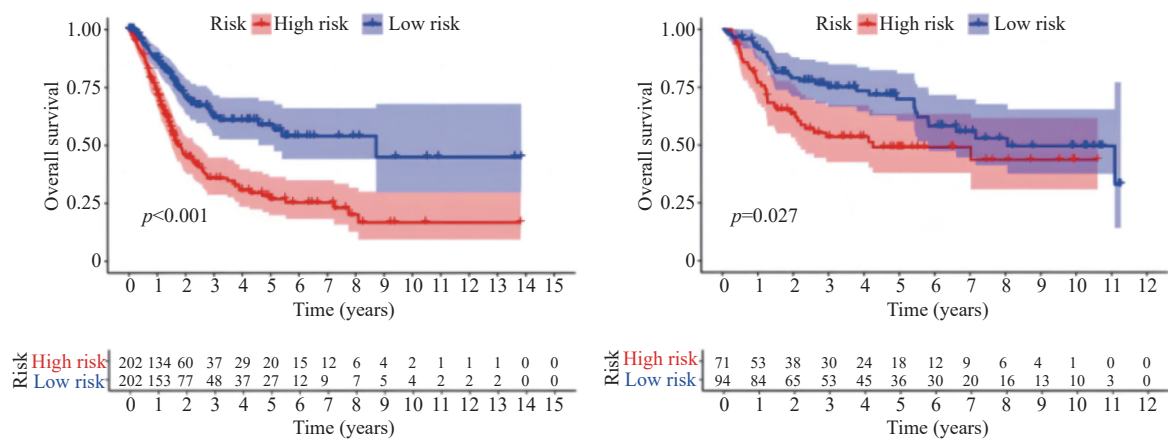 Risk High risk Low risk
1.00
0.75
0.50
0.25
0
Overall survival
p<0.001
0 1 2 3 4 5 6 7 8 9 10 11 12 13 14 15
Time (years)
Risk
High risk 202 134 60 37 29 20 15 12 6 4 2 1 1 1 0 0
Low risk 202 153 77 48 37 27 12 9 7 5 4 2 2 2 0 0
0 1 2 3 4 5 6 7 8 9 10 11 12 13 14 15
Time (years)
Risk High risk Low risk
1.00
0.75
0.50
0.25
0
Overall survival
p=0.027
0 1 2 3 4 5 6 7 8 9 10 11 12
Time (years)
Risk
High risk 71 53 38 30 24 18 12 9 6 4 1 0 0
Low risk 94 84 65 53 45 36 30 20 16 13 10 3 0
0 1 2 3 4 5 6 7 8 9 10 11 12
Time (years)